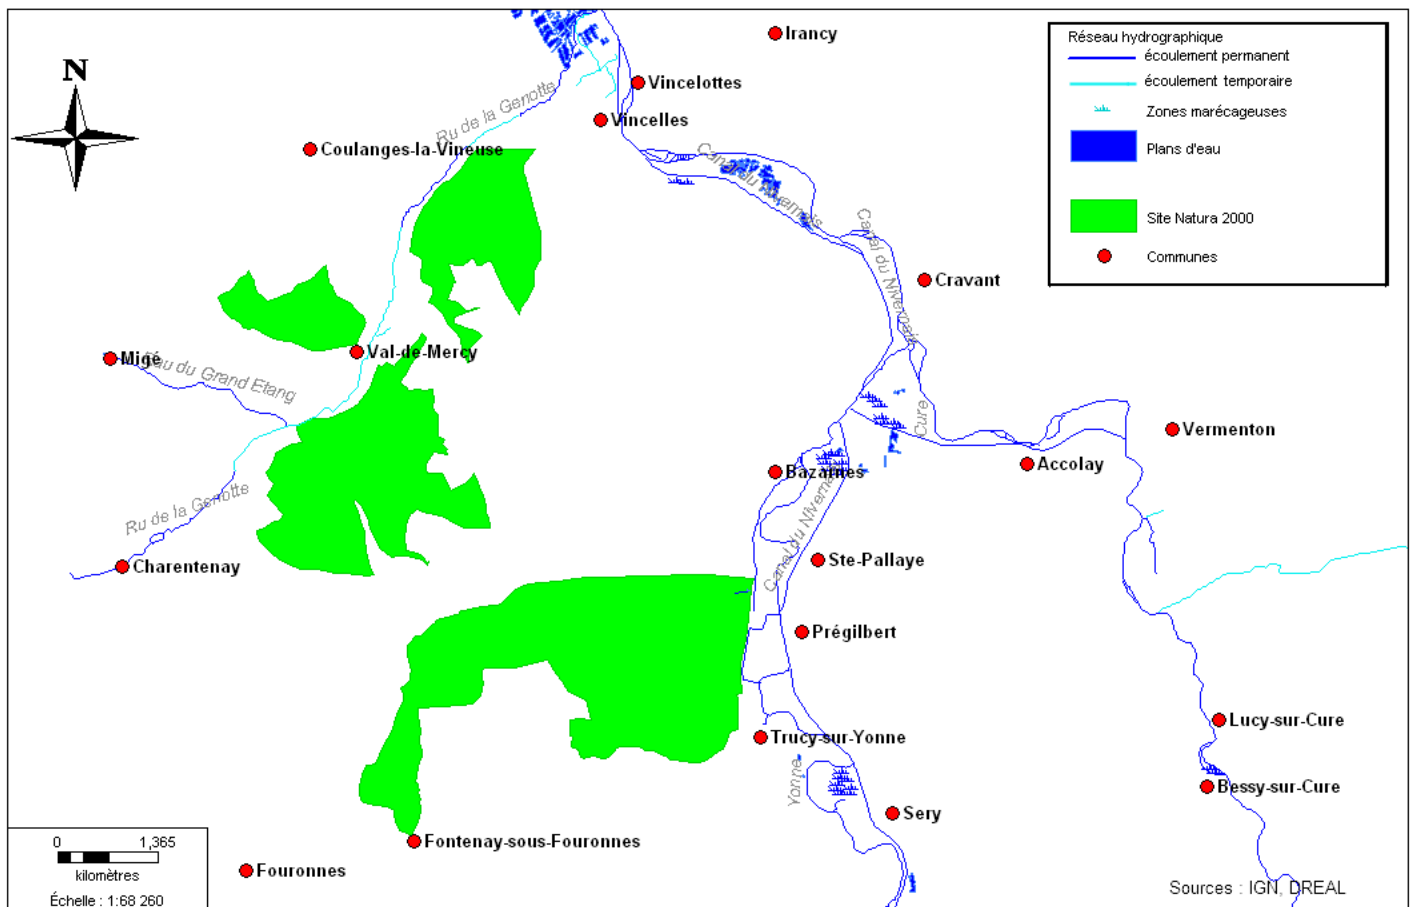 Irancy
Réseau hydrographique
écoulement permanent
écoulement temporaire
Zones marécageuses
Plans d'eau
Site Natura 2000
Communes
N
Vincelottes
Ru de la Genotte
Vincelles
Coulanges-la-Vineuse
Canal du Nivernais
Canal du Nivernais
Cravant
Migé
Eau du Grand Etang
Val-de-Mercy
Cure
Vermenton
Accolay
Bazarnes
Canal du Nivernais
Ru de la Genotte
Charentenay
Ste-Pallaye
Prégilbert
Lucy-sur-Cure
Trucy-sur-Yonne
Yonne
Bessy-sur-Cure
Sery
Fontenay-sous-Fouronnes
Fouronnes
0 1,365
kilomètres
Échelle : 1:68 260
Sources : IGN, DREAL